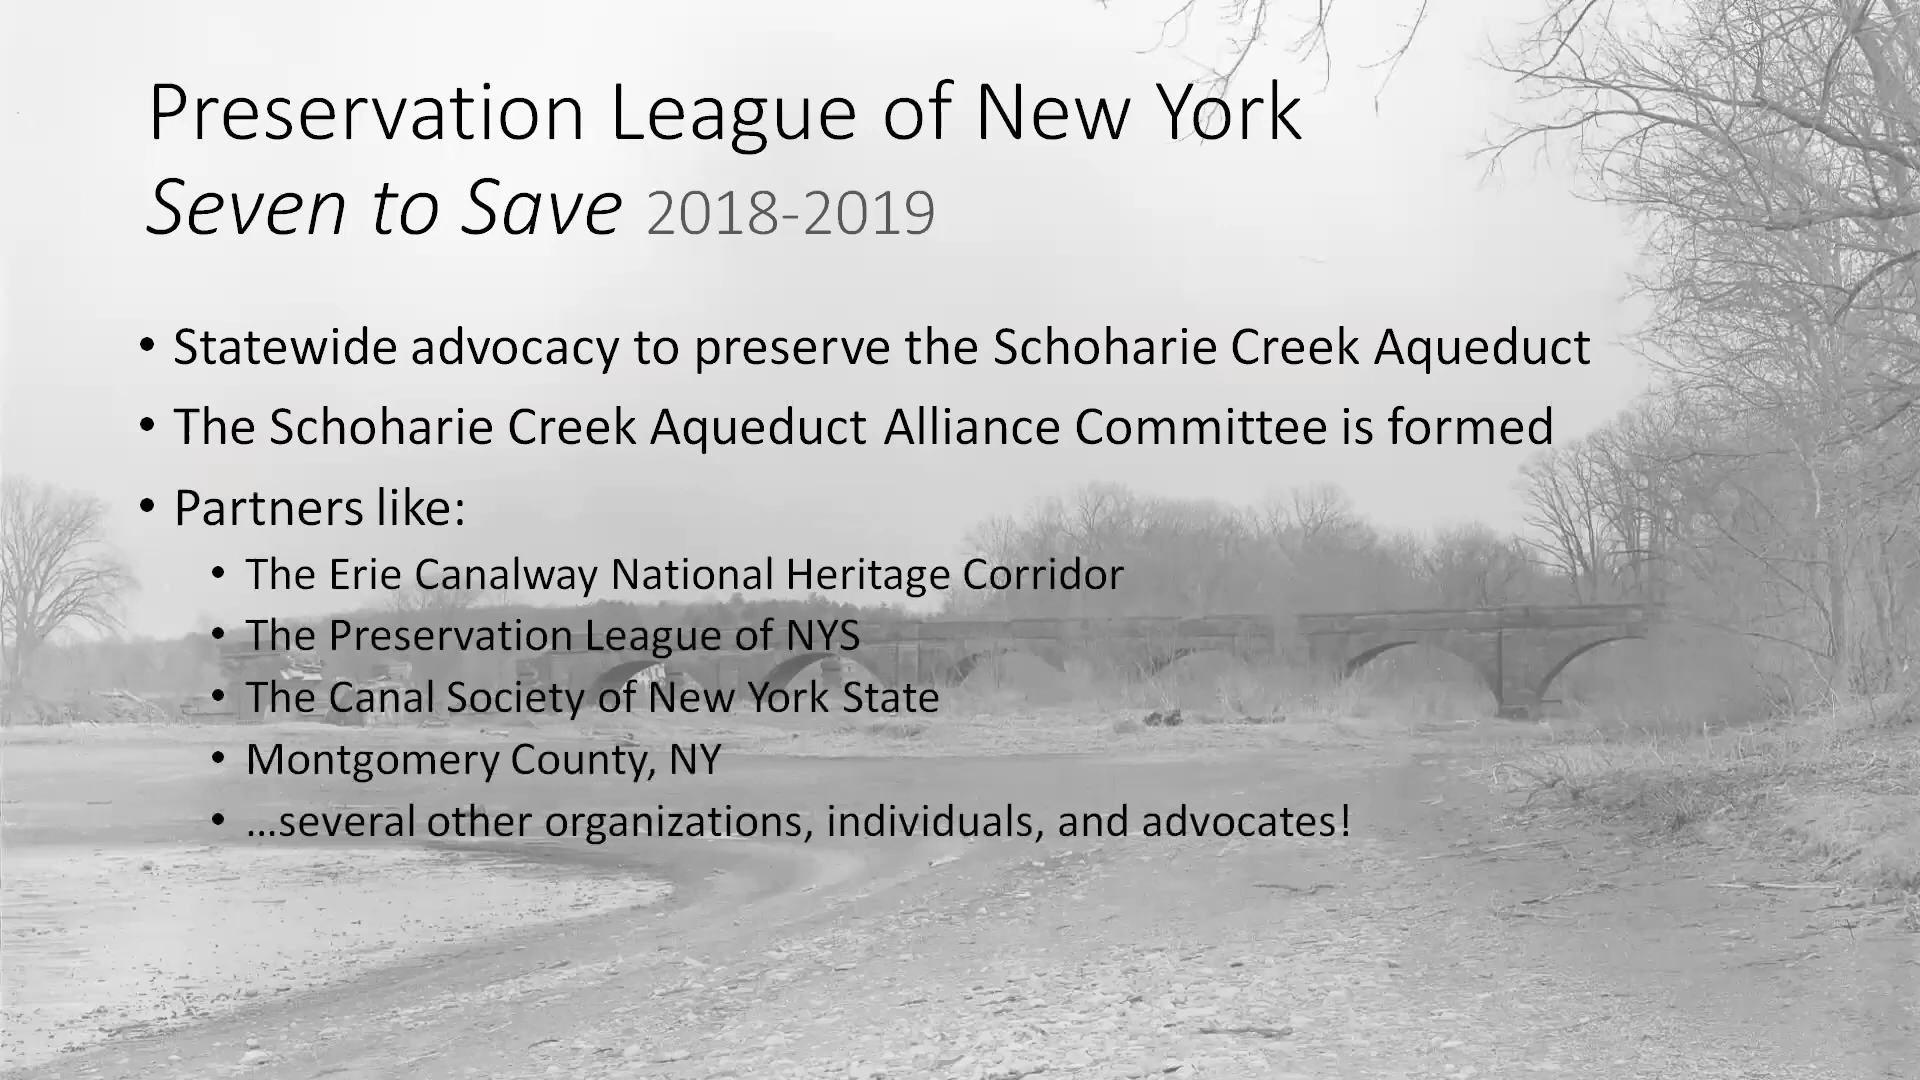 Preservation League of New York
Seven to Save 2018-2019
• Statewide advocacy to preserve the Schoharie Creek Aqueduct
• The Schoharie Creek Aqueduct Alliance Committee is formed
• Partners like:
• The Erie Canalway National Heritage Corridor
• The Preservation League of NYS
• The Canal Society of New York State
• Montgomery County, NY
• …several other organizations, individuals, and advocates!